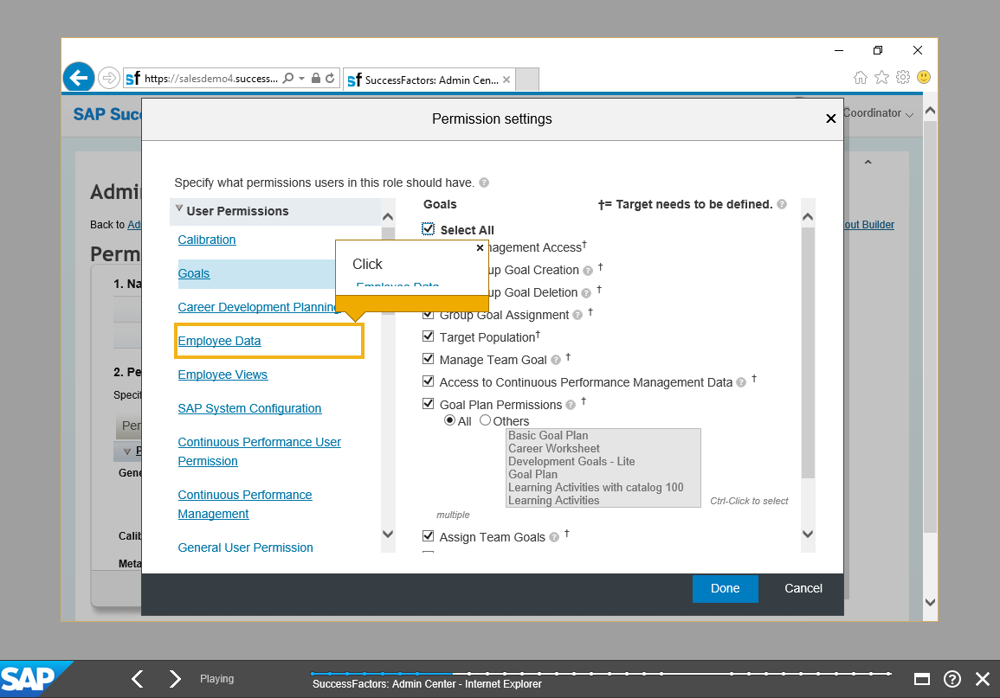 https://salesdemo4.success...
SuccessFactors: Admin Cen...
SAP Succ
Coordinator
Permission settings
Admi
Specify what permissions users in this role should have.
Back to Ad
out Builder
User Permissions
Goals
†= Target needs to be defined.
Calibration
Select All
Perm
nagement Access†
Click
Employee Data
Goals
up Goal Creation †
1. Na
up Goal Deletion †
Career Development Planning
Group Goal Assignment †
Employee Data
Target Population†
Manage Team Goal †
2. Pe
Employee Views
Access to Continuous Performance Management Data †
Specif
SAP System Configuration
Goal Plan Permissions †
All Others
Per
Basic Goal Plan
Career Worksheet
Development Goals - Lite
Goal Plan
Learning Activities with catalog 100
Learning Activities
Ctrl-Click to select
multiple
Continuous Performance User
Permission
P
Gene
Continuous Performance
Management
Calib
Assign Team Goals †
General User Permission
Meta
Done
Cancel
SAP
Playing
SuccessFactors: Admin Center - Internet Explorer